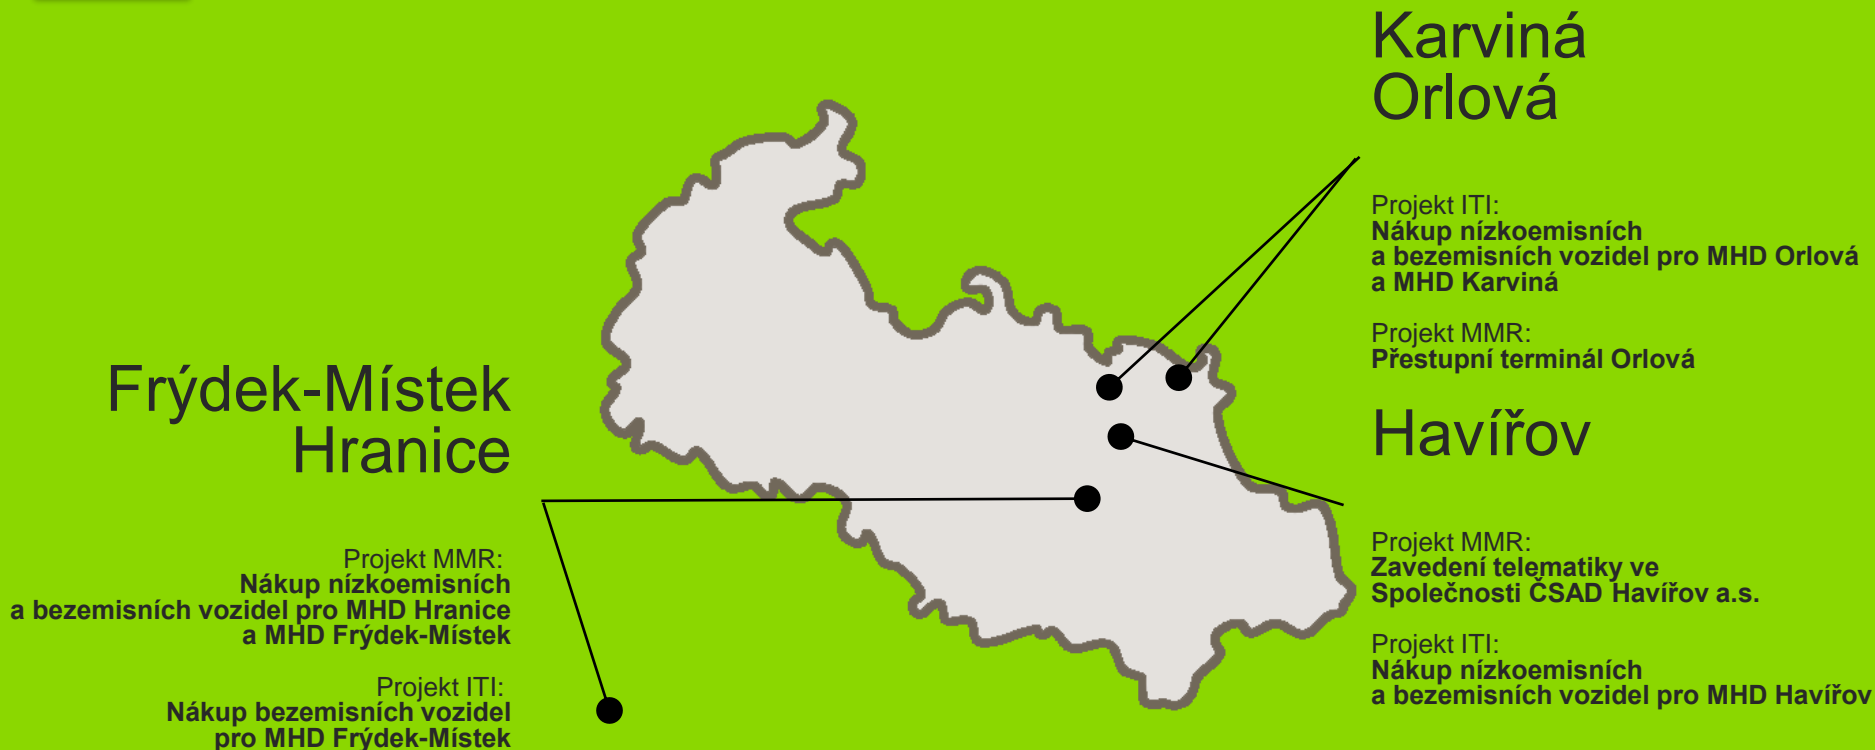 Karviná
Orlová
Projekt ITI:
Nákup nízkoemisních
a bezemisních vozidel pro MHD Orlová
a MHD Karviná
Projekt MMR:
Přestupní terminál Orlová
Frýdek-Místek
Hranice
Projekt MMR:
Nákup nízkoemisních
a bezemisních vozidel pro MHD Hranice
a MHD Frýdek-Místek
Projekt ITI:
Nákup bezemisních vozidel
pro MHD Frýdek-Místek
Havířov
Projekt MMR:
Zavedení telematiky ve
Společnosti ČSAD Havířov a.s.
Projekt ITI:
Nákup nízkoemisních
a bezemisních vozidel pro MHD Havířov